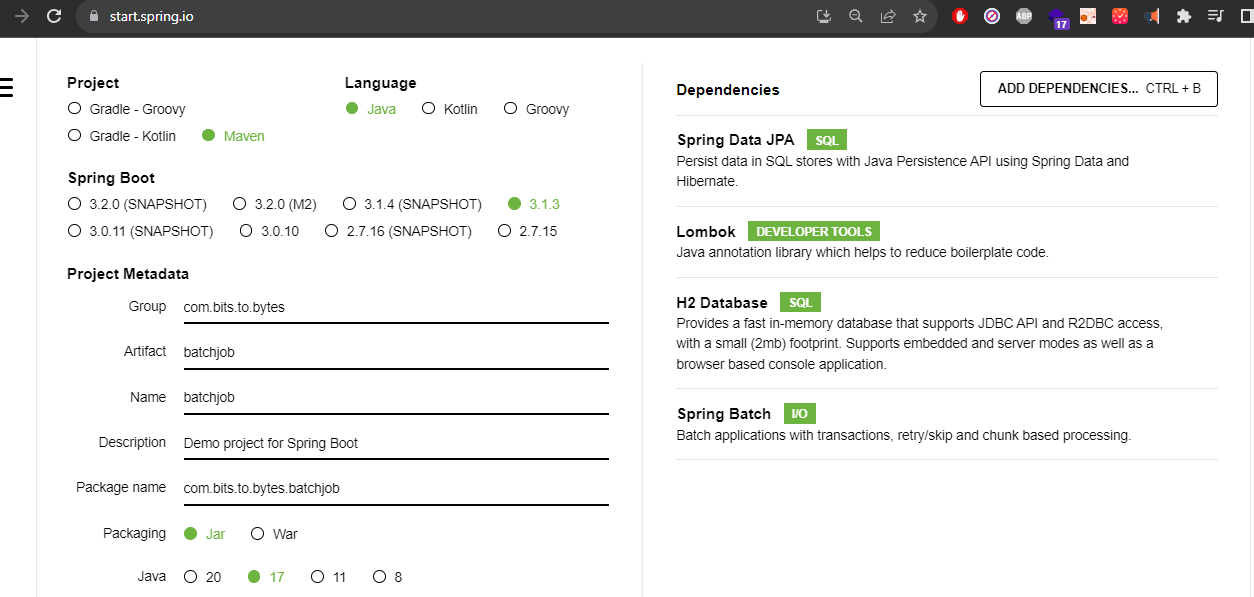 start.spring.io
ABP
17
Project
Language
Gradle - Groovy
Java Kotlin Groovy
Gradle - Kotlin Maven
Spring Boot
3.2.0 (SNAPSHOT) 3.2.0 (M2) 3.1.4 (SNAPSHOT) 3.1.3
3.0.11 (SNAPSHOT) 3.0.10 2.7.16 (SNAPSHOT) 2.7.15
Project Metadata
Group com.bits.to.bytes
Artifact batchjob
Name batchjob
Description Demo project for Spring Boot
Package name com.bits.to.bytes.batchjob
Packaging Jar War
Java 20 17 11 8
Dependencies
ADD DEPENDENCIES... CTRL + B
Spring Data JPA SQL
Persist data in SQL stores with Java Persistence API using Spring Data and
Hibernate.
Lombok DEVELOPER TOOLS
Java annotation library which helps to reduce boilerplate code.
H2 Database SQL
Provides a fast in-memory database that supports JDBC API and R2DBC access,
with a small (2mb) footprint. Supports embedded and server modes as well as a
browser based console application.
Spring Batch I/O
Batch applications with transactions, retry/skip and chunk based processing.